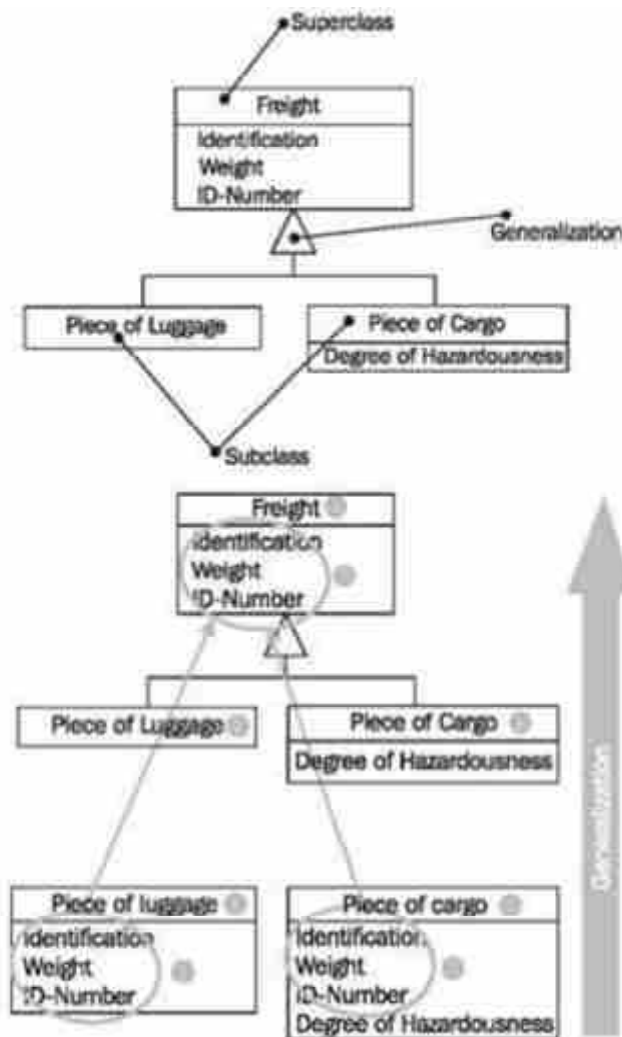 Superclass
Freight
Identification
Weight
ID-Number
Generalization
Piece of Luggage
Piece of Cargo
Degree of Hazardousness
Subclass
Freight
Identification
Weight
ID-Number
Piece of Luggage
Piece of Cargo
Degree of Hazardousness
Generalization
Piece of luggage
Identification
Weight
ID-Number
Piece of cargo
Identification
Weight
ID-Number
Degree of Hazardousness